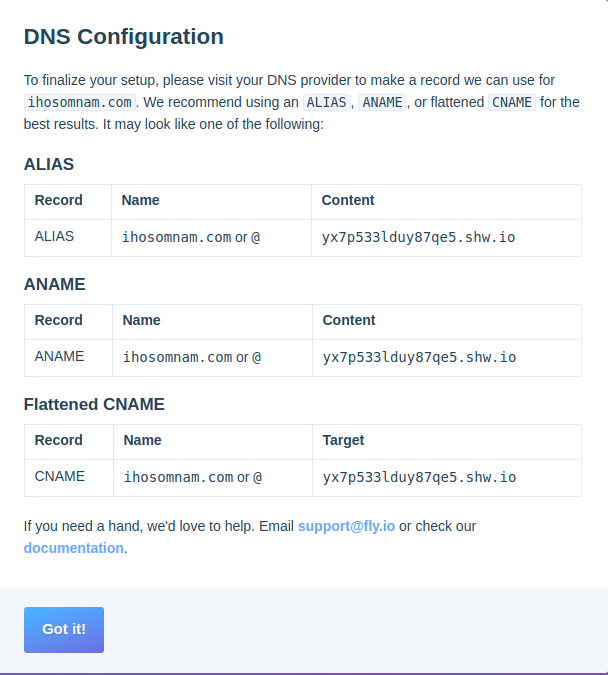 DNS Configuration
To finalize your setup, please visit your DNS provider to make a record we can use for
ihosomnam.com. We recommend using an ALIAS, ANAME, or flattened CNAME for the
best results. It may look like one of the following:
ALIAS
Record Name Content
ALIAS ihosomnam.com or @ yx7p533lduy87qe5.shw.io
ANAME
Record Name Content
ANAME ihosomnam.com or @ yx7p533lduy87qe5.shw.io
Flattened CNAME
Record Name Target
CNAME ihosomnam.com or @ yx7p533lduy87qe5.shw.io
If you need a hand, we'd love to help. Email support@fly.io or check our
documentation.
Got it!